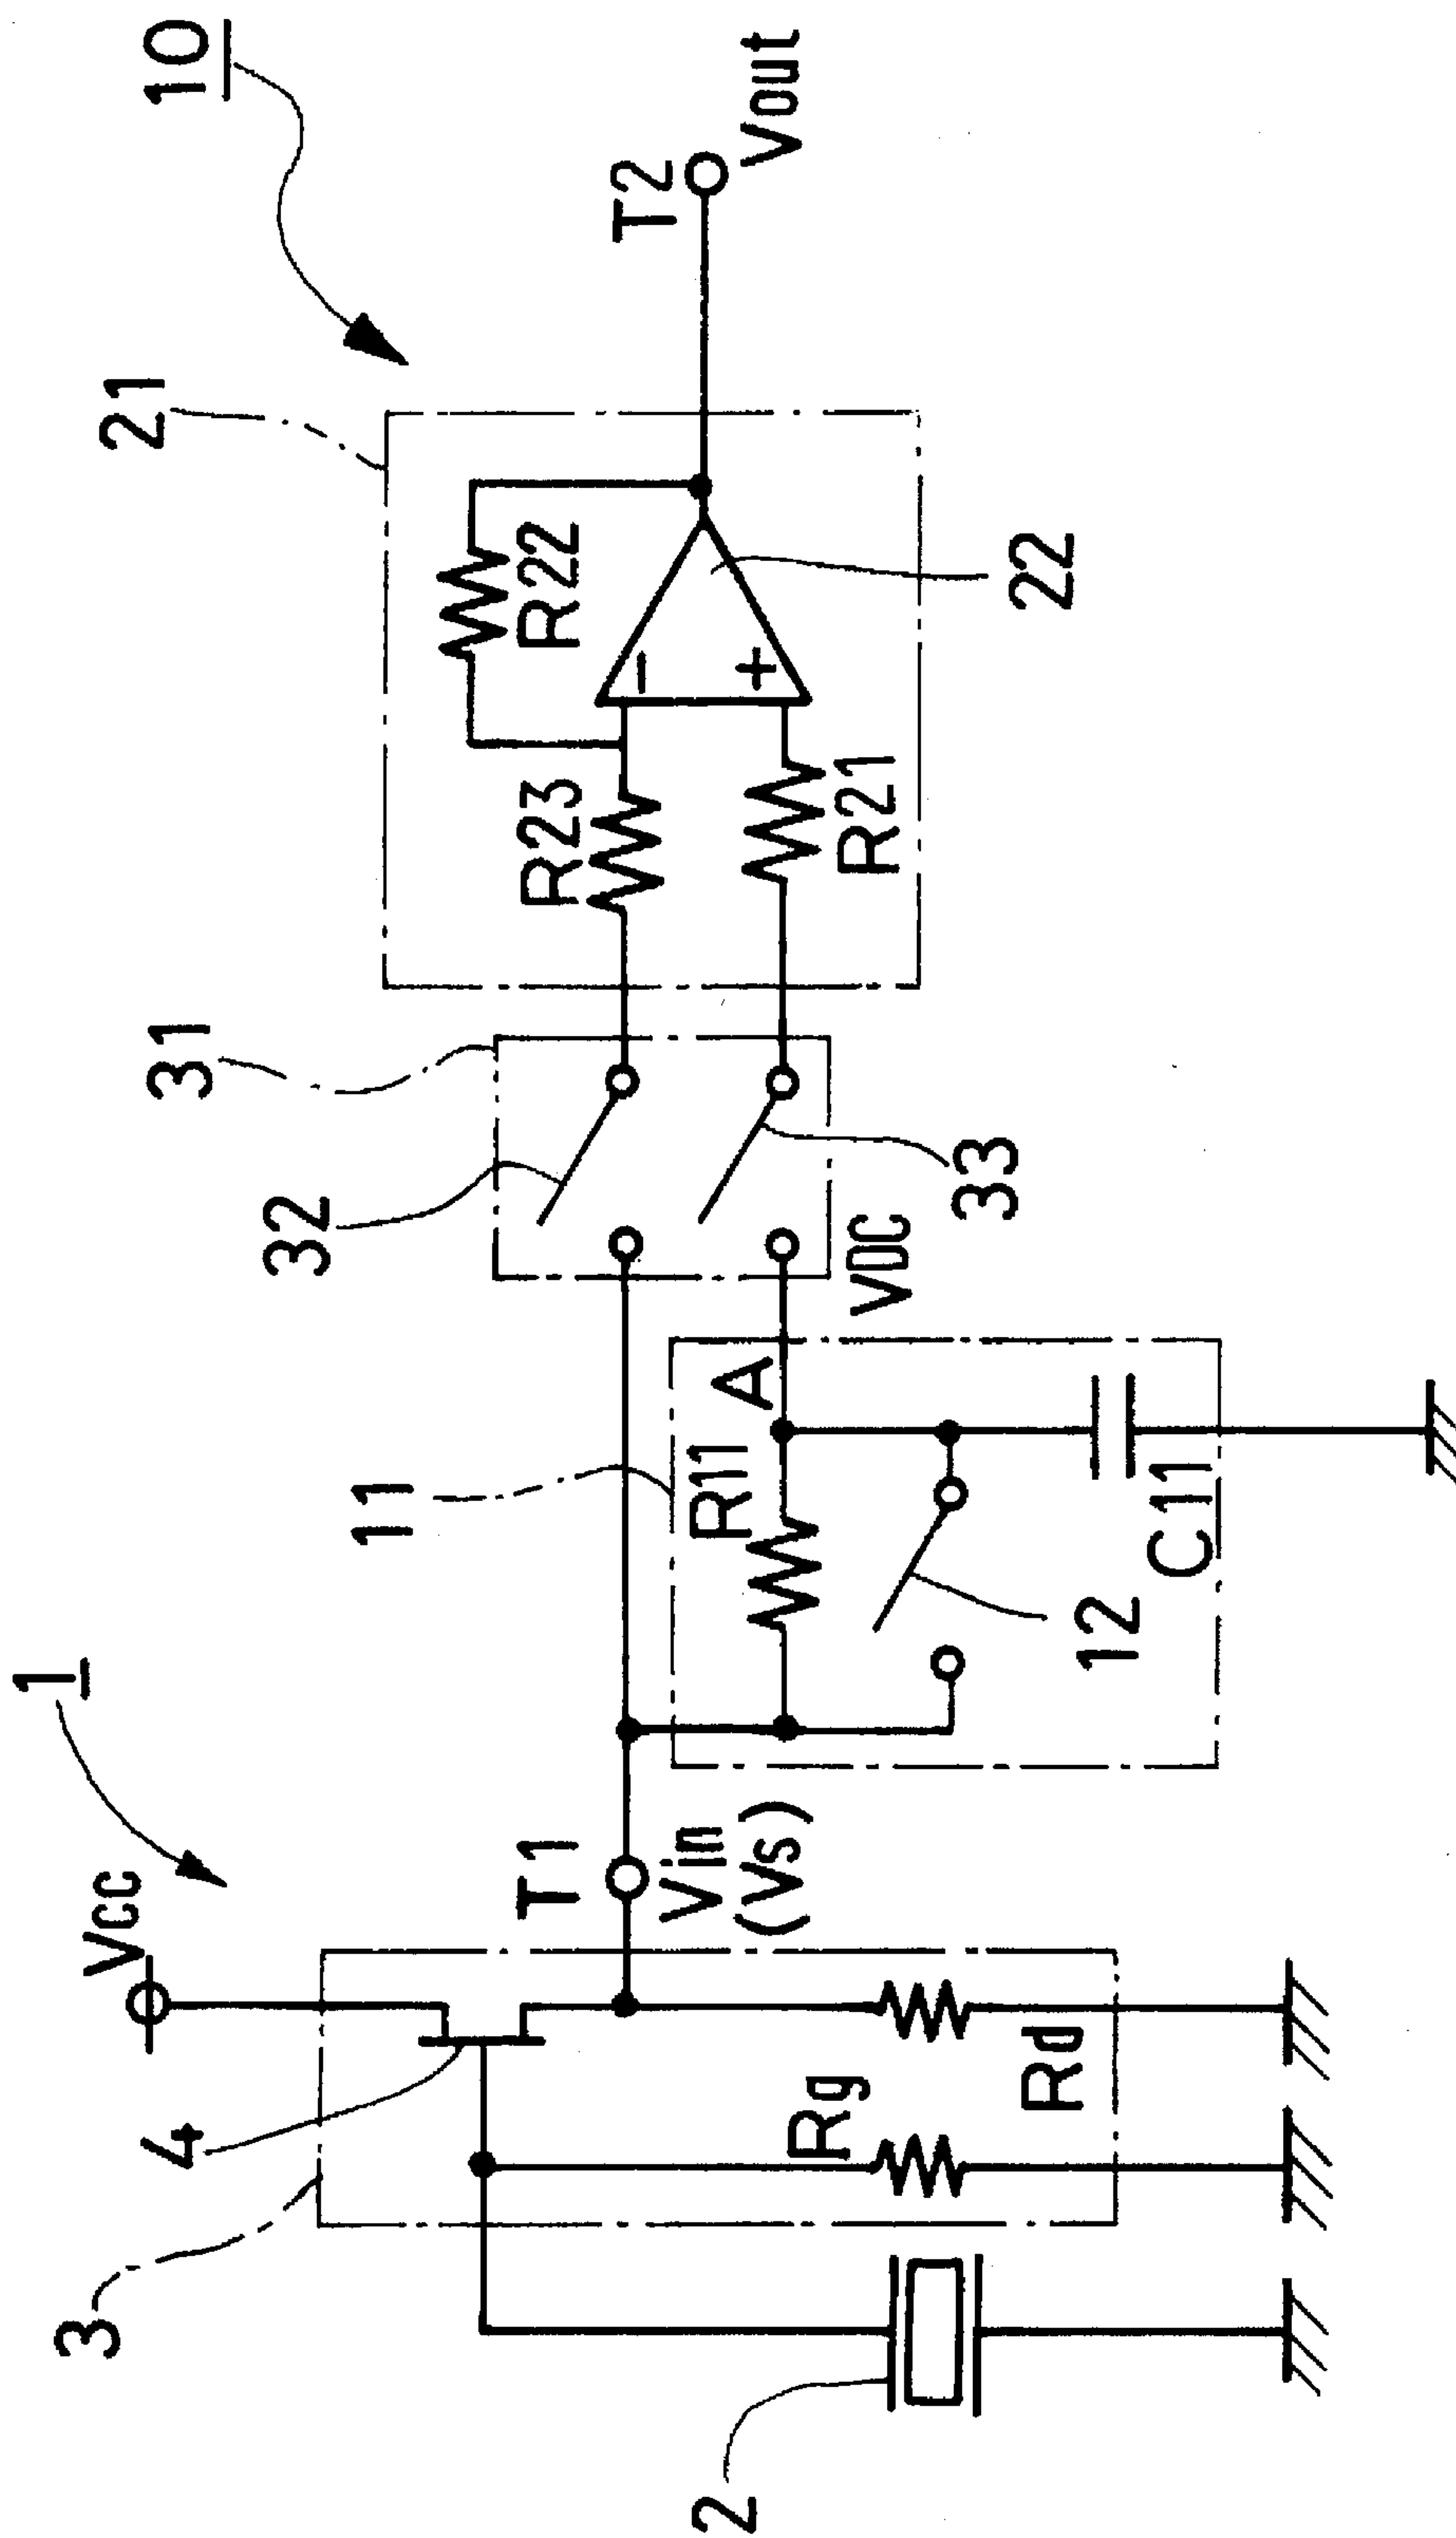 10
1
21
Vcc
31
32
11
4
3
T2
Vout
R22
R23
-
+
22
R21
33
VDC
A
R11
12
C11
T1
Vin
(Vs)
Rg
Rd
2